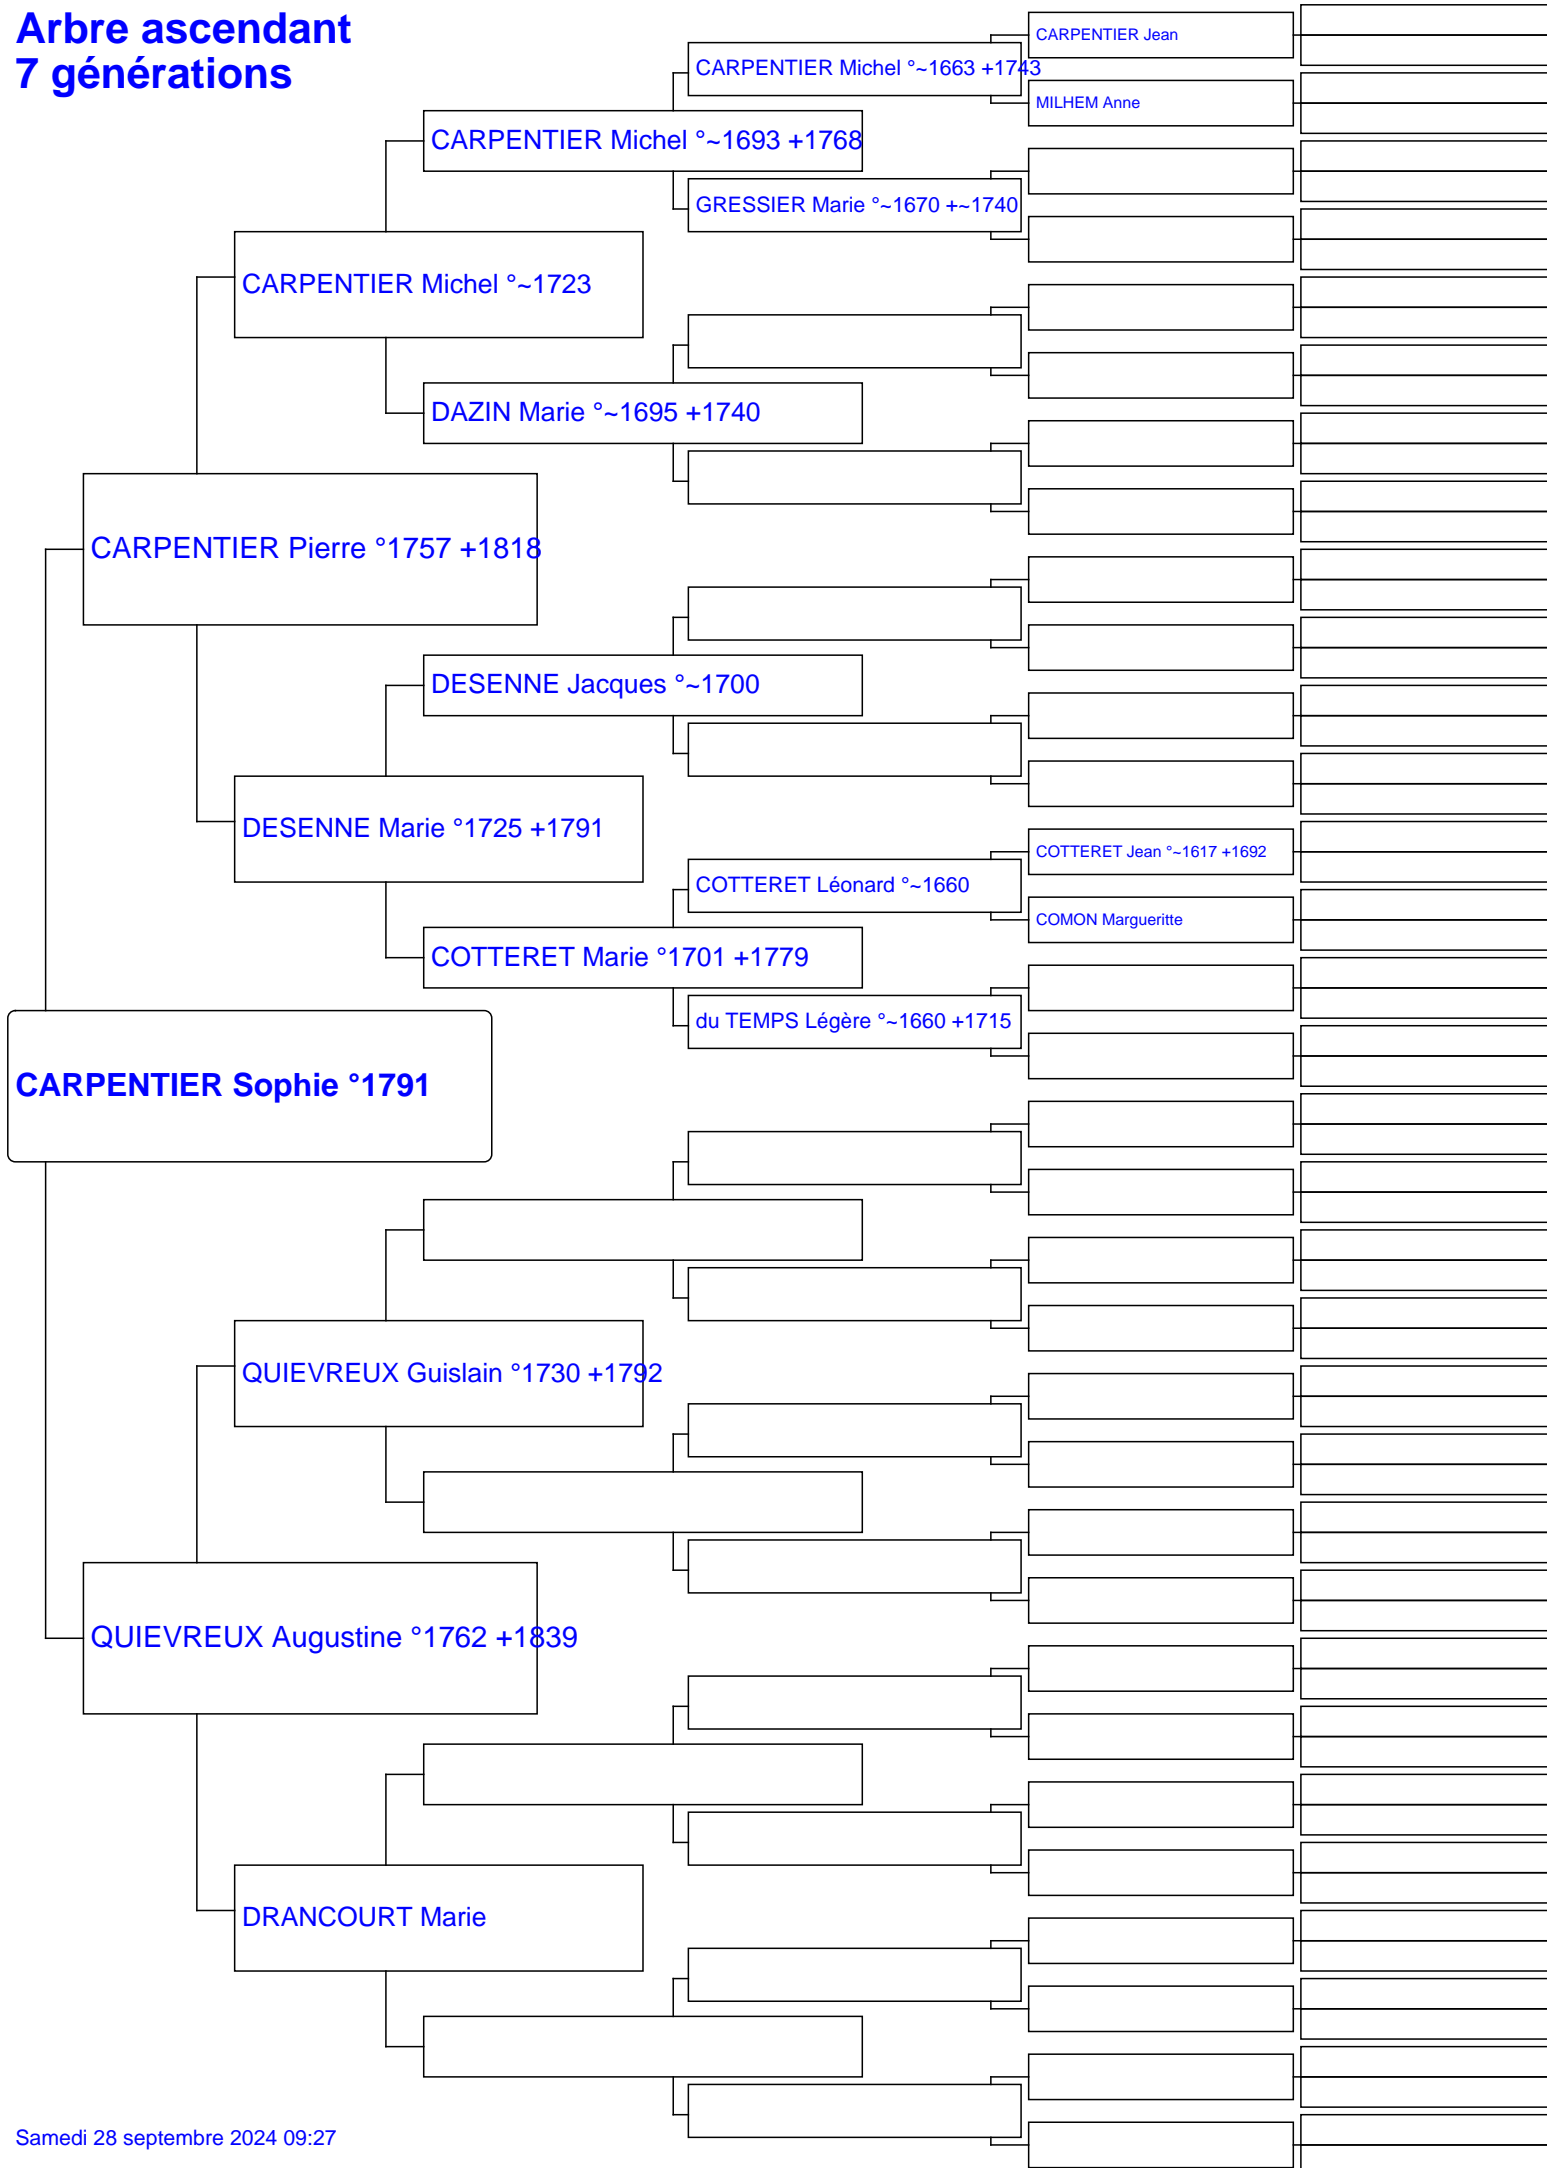 Arbre ascendant
7 générations
CARPENTIER Jean
CARPENTIER Michel °~1663 +1743
MILHEM Anne
CARPENTIER Michel °~1693 +1768
GRESSIER Marie °~1670 +~1740
CARPENTIER Michel °~1723
DAZIN Marie °~1695 +1740
CARPENTIER Pierre °1757 +1818
DESENNE Jacques °~1700
DESENNE Marie °1725 +1791
COTTERET Jean °~1617 +1692
COTTERET Léonard °~1660
COMON Margueritte
COTTERET Marie °1701 +1779
du TEMPS Légère °~1660 +1715
CARPENTIER Sophie °1791
QUIEVREUX Guislain °1730 +1792
QUIEVREUX Augustine °1762 +1839
DRANCOURT Marie
Samedi 28 septembre 2024 09:27